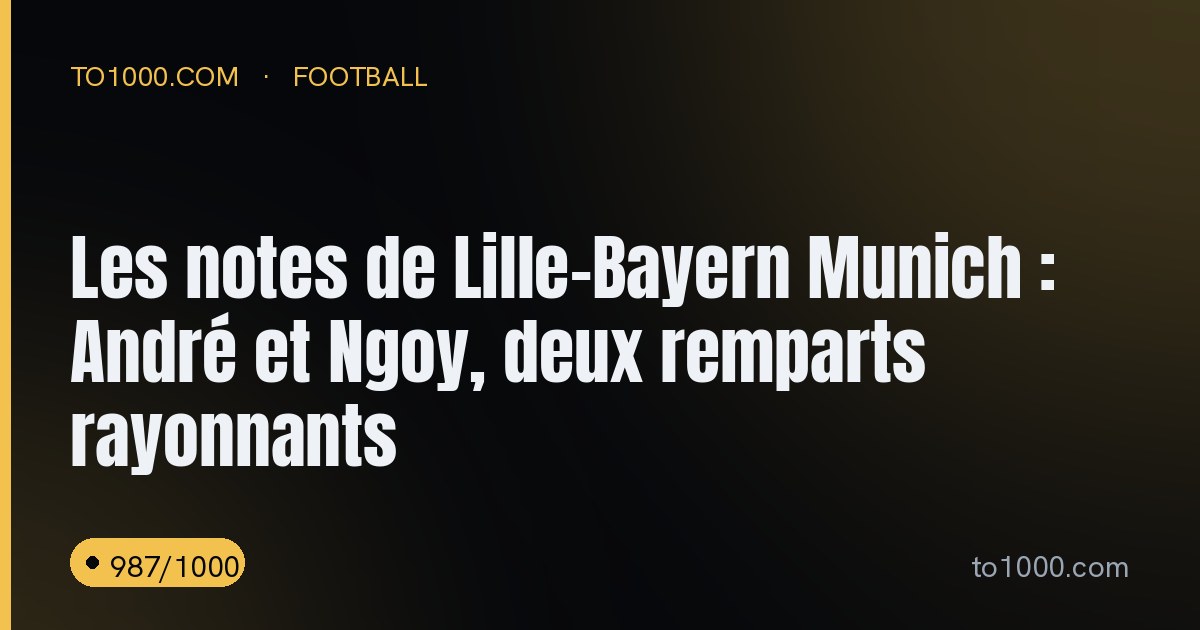 TO1000.COM · FOOTBALL
Les notes de Lille-Bayern Munich :
André et Ngoy, deux remparts
rayonnants
987/1000
to1000.com